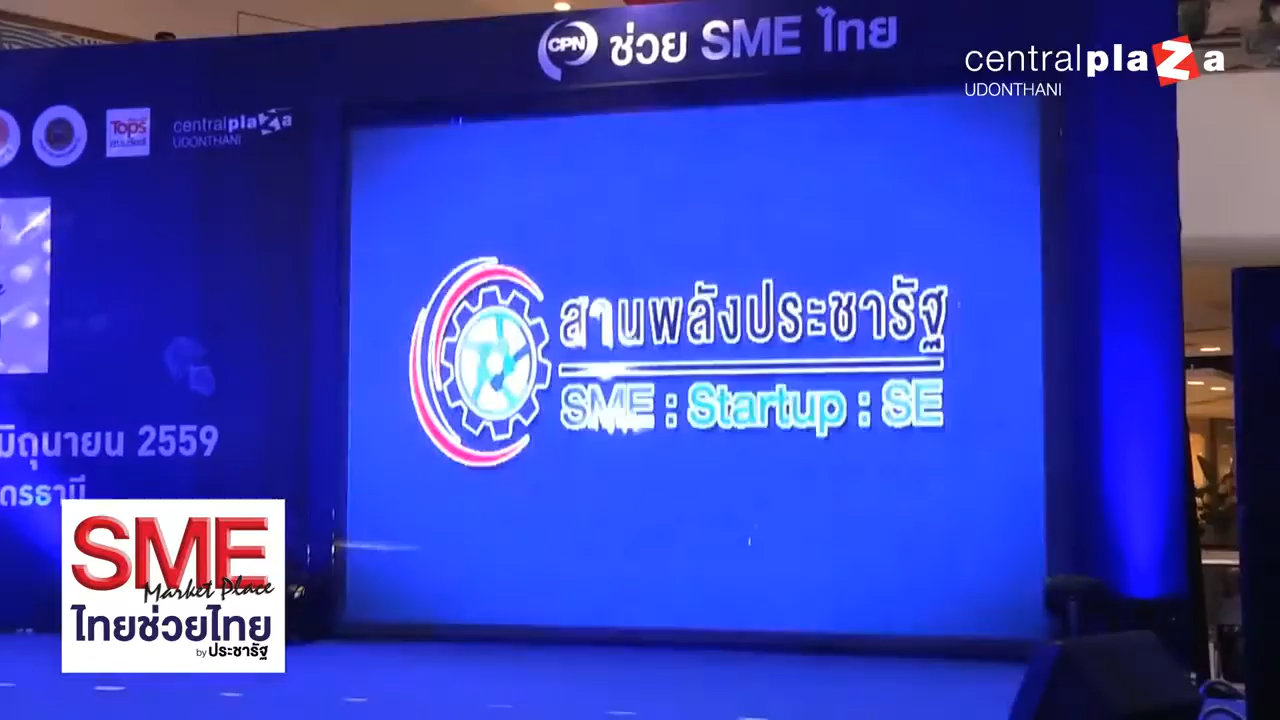 CPN ช่วย SME ไทย
centralplaza
UDONTHANI
Tops
centralplaza
UDONTHANI
สานพลังประชารัฐ
SME : Startup : SE
มิถุนายน 2559
SME
Market Place
ไทยช่วยไทย
by ประชารัฐ